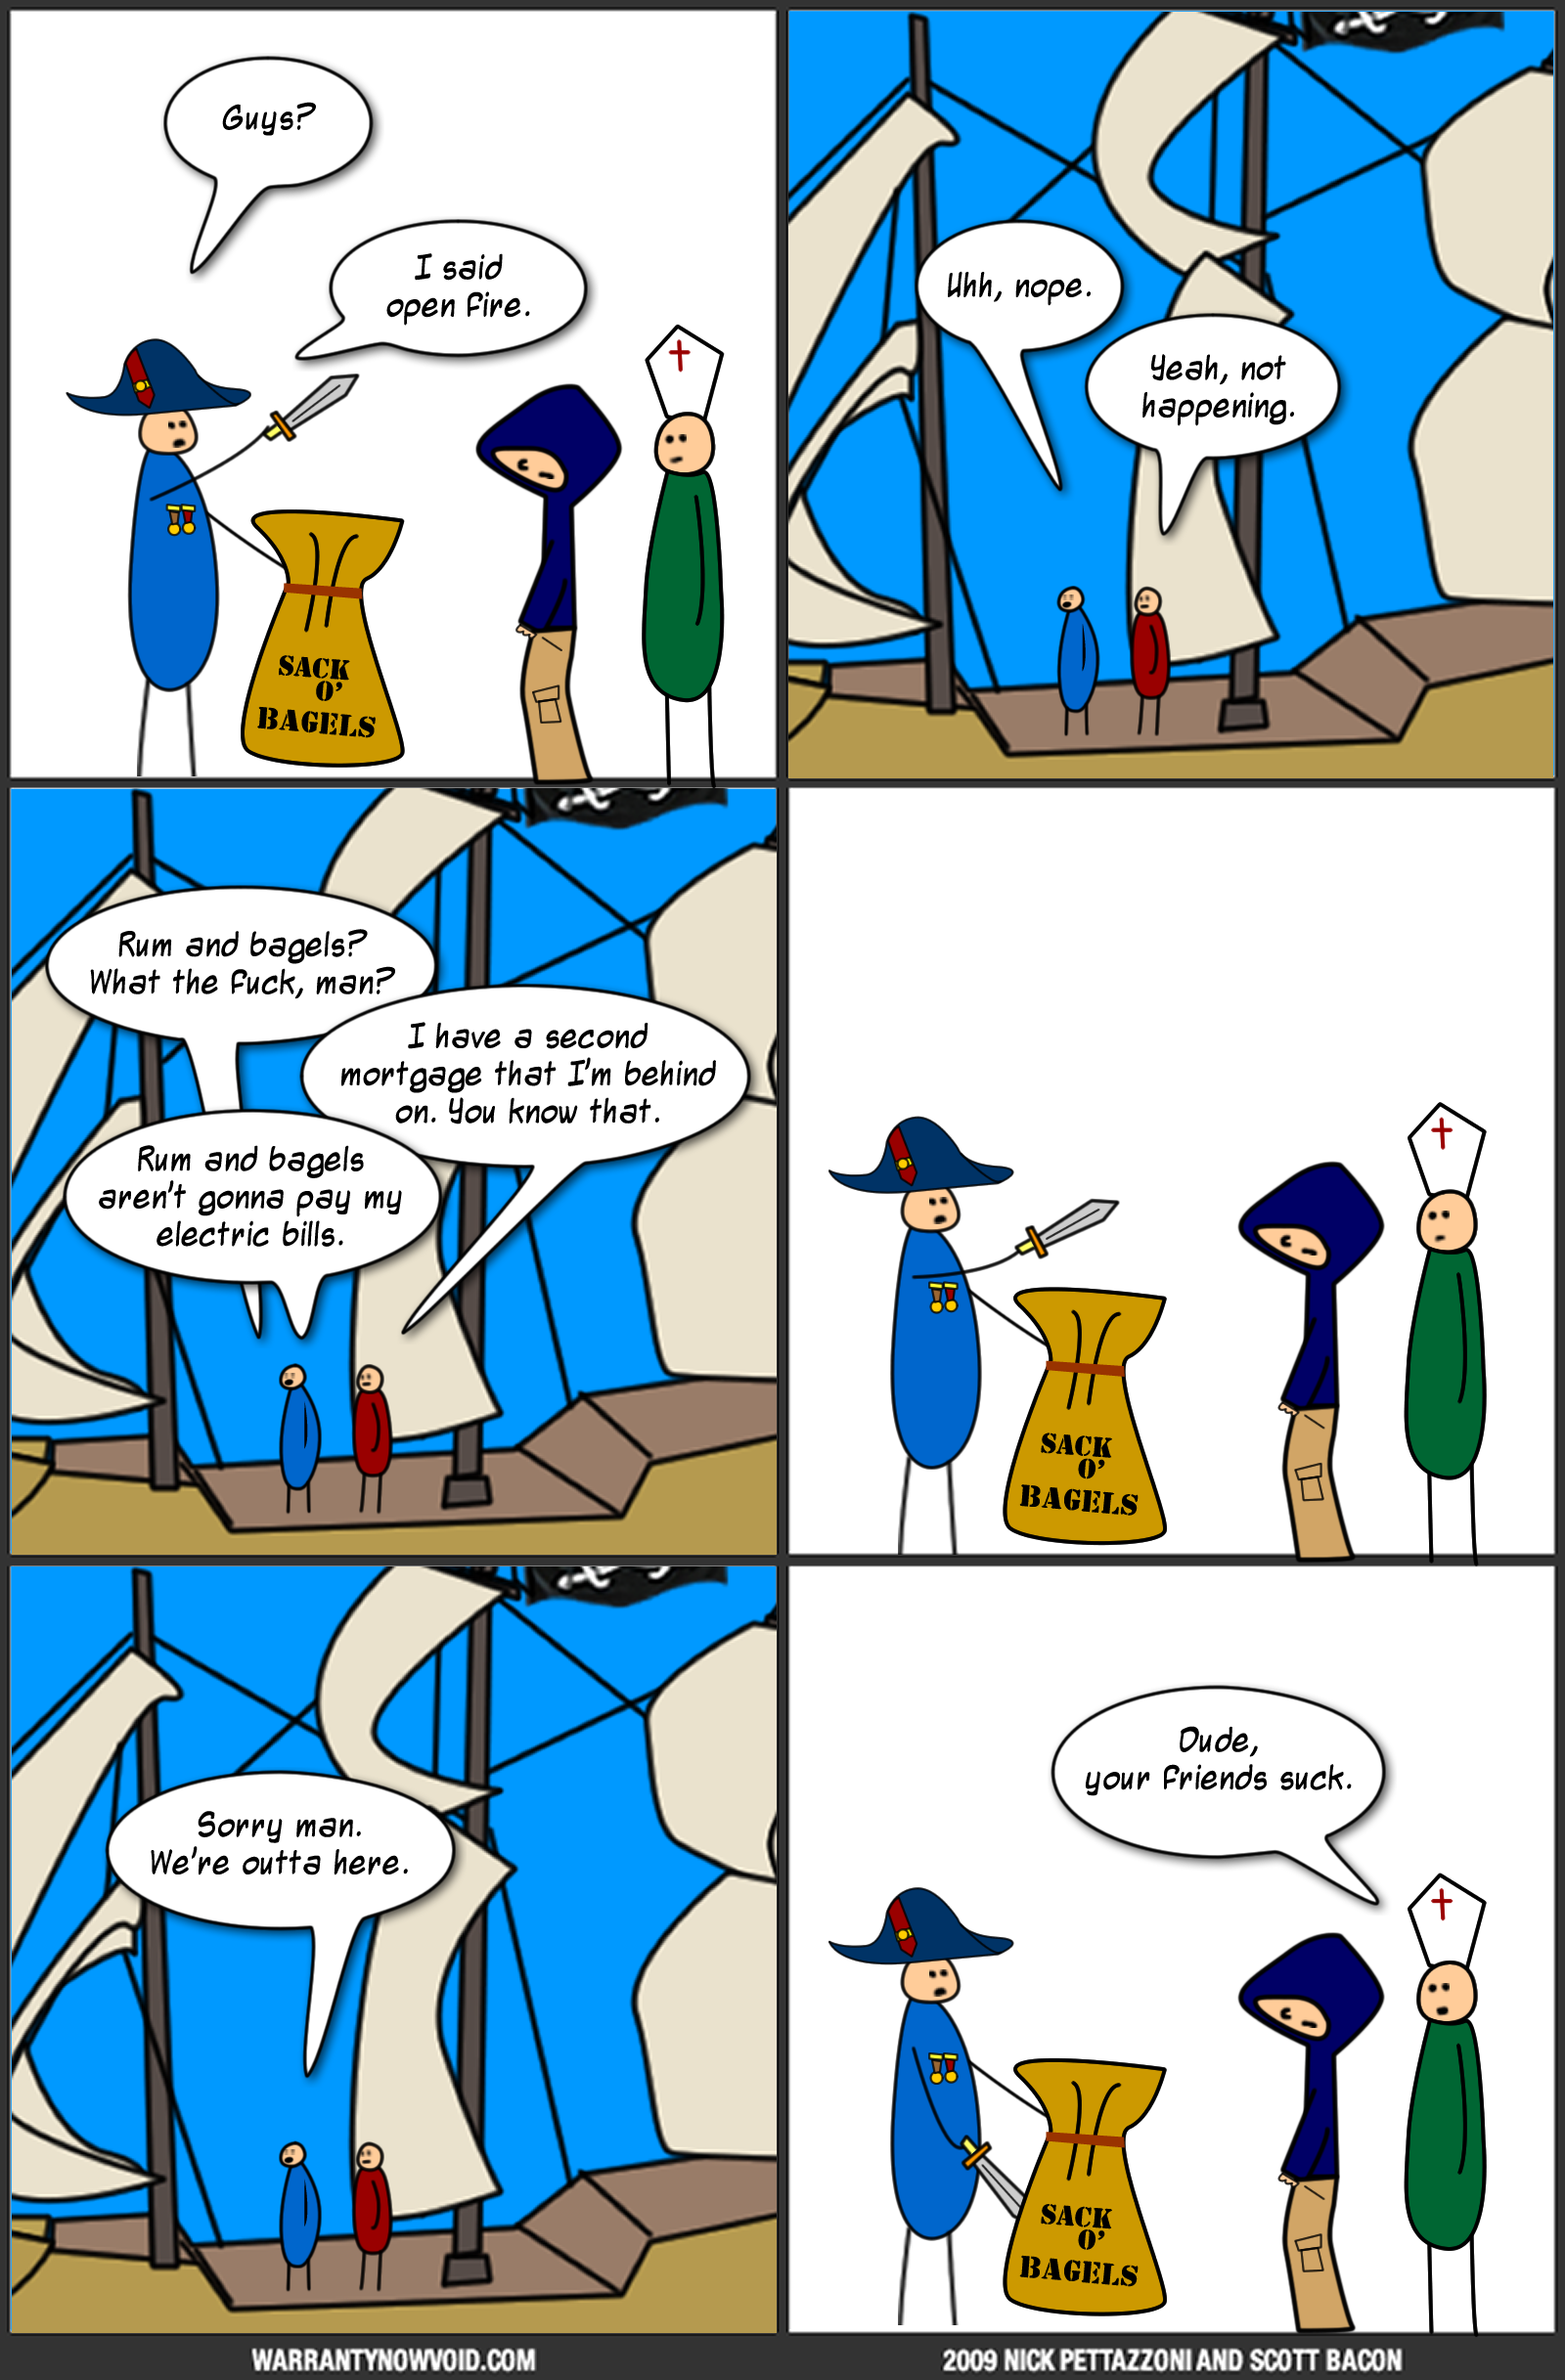 Guys?
I said
open fire.
SACK
O'
BAGELS
Uhh, nope.
Yeah, not
happening.
Rum and bagels?
What the fuck, man?
I have a second
mortgage that I'm behind
on. You know that.
Rum and bagels
aren't gonna pay my
electric bills.
SACK
O'
BAGELS
Sorry man.
We're outta here.
Dude,
your friends suck.
SACK
O'
BAGELS
WARRANTYNOWVOID.COM
2009 NICK PETTAZZONI AND SCOTT BACON